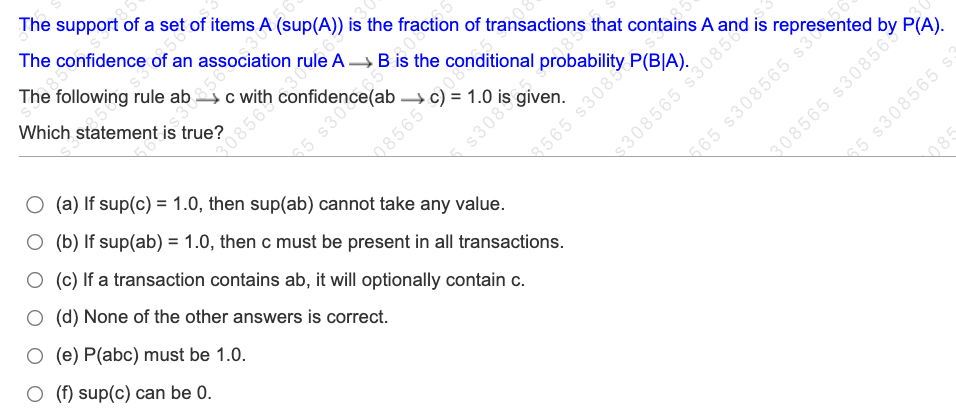 The support of a set of items A (sup(A)) is the fraction of transactions that contains A and is represented by P(A).
The confidence of an association rule A → B is the conditional probability P(B|A).
The following rule ab → c with confidence(ab → c) = 1.0 is given.
Which statement is true?
(a) If sup(c) = 1.0, then sup(ab) cannot take any value.
(b) If sup(ab) = 1.0, then c must be present in all transactions.
(c) If a transaction contains ab, it will optionally contain c.
(d) None of the other answers is correct.
(e) P(abc) must be 1.0.
(f) sup(c) can be 0.